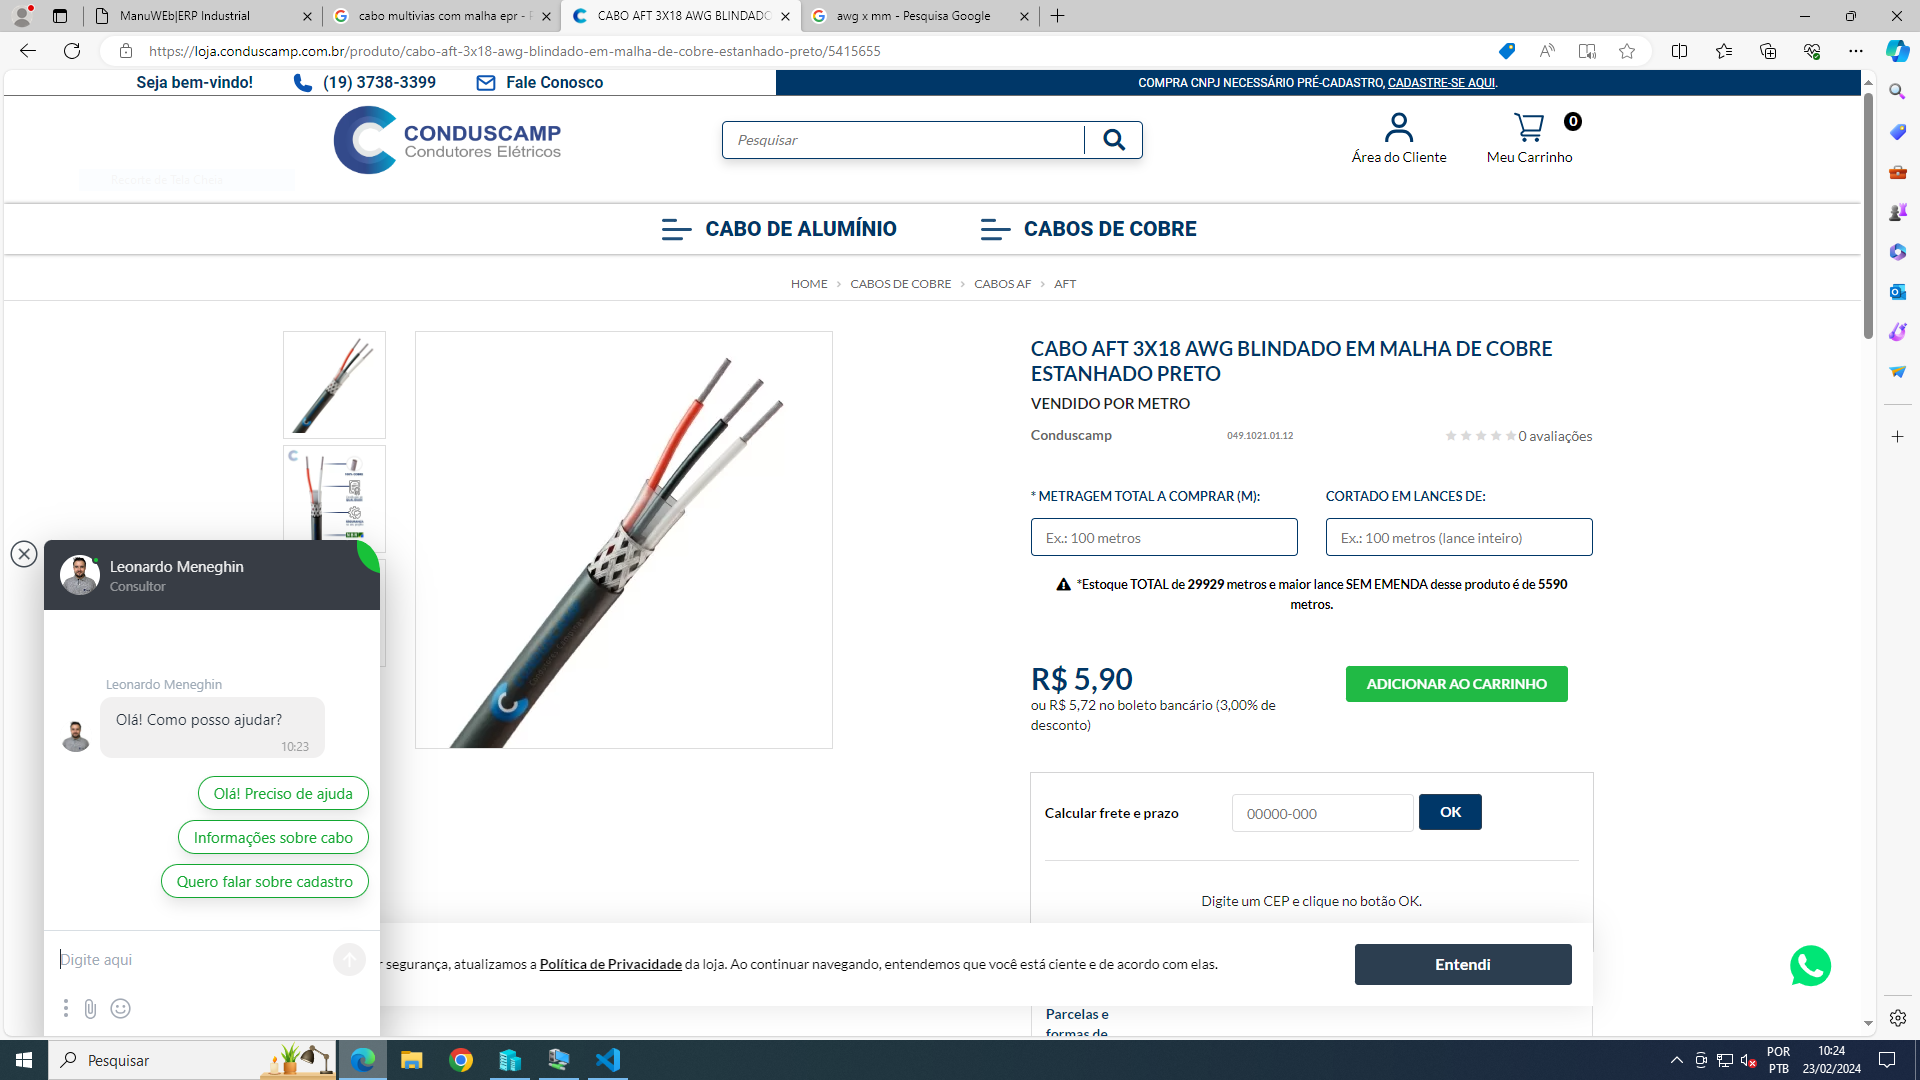 ManuWEb|ERP Industrial
cabo multivias com malha epr - P
CABO AFT 3X18 AWG BLINDADO
awg x mm - Pesquisa Google
https://loja.conduscamp.com.br/produto/cabo-aft-3x18-awg-blindado-em-malha-de-cobre-estanhado-preto/5415655
Seja bem-vindo!
(19) 3738-3399
Fale Conosco
COMPRA CNPJ NECESSÁRIO PRÉ-CADASTRO, CADASTRE-SE AQUI.
CONDUSCAMP
Condutores Elétricos
Pesquisar
Área do Cliente
0
Meu Carrinho
Recorte de Tela Cheia
CABO DE ALUMÍNIO
CABOS DE COBRE
HOME › CABOS DE COBRE › CABOS AF › AFT
CABO AFT 3X18 AWG BLINDADO EM MALHA DE COBRE
ESTANHADO PRETO
VENDIDO POR METRO
Conduscamp
049.1021.01.12
0 avaliações
* METRAGEM TOTAL A COMPRAR (M):
CORTADO EM LANCES DE:
Ex.: 100 metros
Ex.: 100 metros (lance inteiro)
*Estoque TOTAL de 29929 metros e maior lance SEM EMENDA desse produto é de 5590
metros.
R$ 5,90
ou R$ 5,72 no boleto bancário (3,00% de
desconto)
ADICIONAR AO CARRINHO
Calcular frete e prazo
00000-000
OK
Digite um CEP e clique no botão OK.
Leonardo Meneghin
Consultor
Leonardo Meneghin
Olá! Como posso ajudar?
10:23
Olá! Preciso de ajuda
Informações sobre cabo
Quero falar sobre cadastro
Digite aqui
r segurança, atualizamos a Política de Privacidade da loja. Ao continuar navegando, entendemos que você está ciente e de acordo com elas.
Entendi
Parcelas e
formas de
Pesquisar
POR
PTB
10:24
23/02/2024